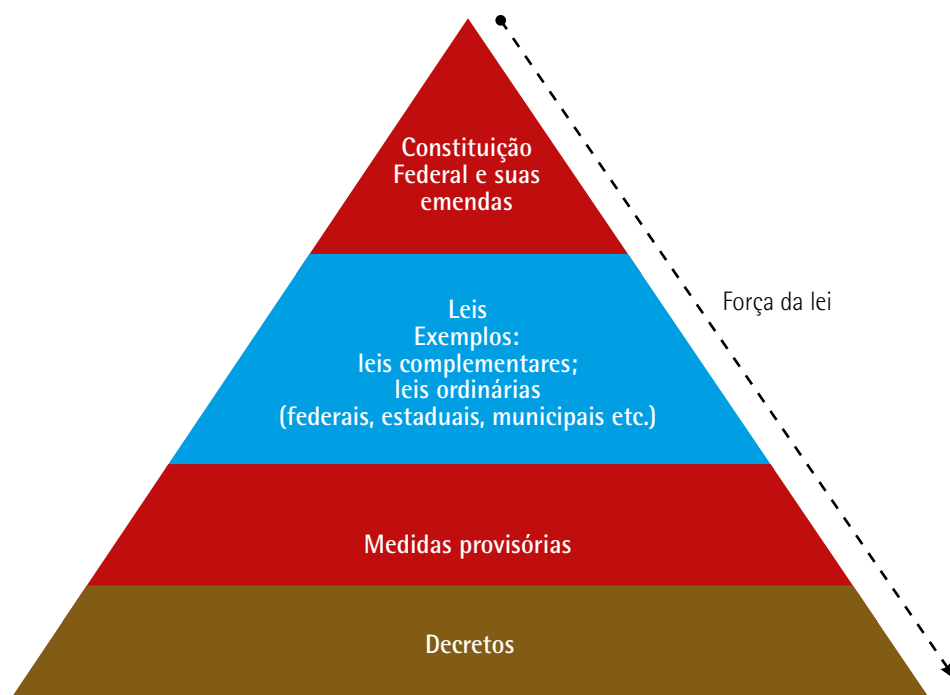 Constituição
Federal e suas
emendas
Leis
Exemplos:
leis complementares;
leis ordinárias
(federais, estaduais, municipais etc.)
Força da lei
Medidas provisórias
Decretos